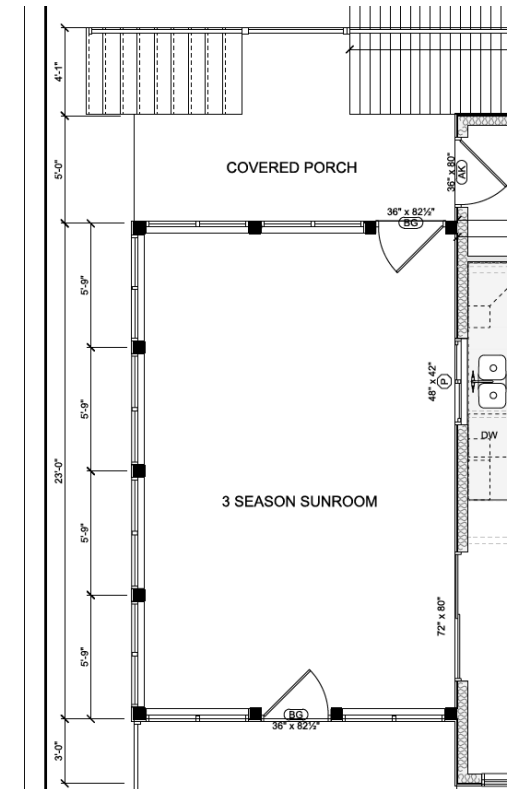 4'-1"
5'-0"
COVERED PORCH
36" x 80"
AK
36" x 82½"
BG
5'-9"
5'-9"
48" x 42"
P
DW
23'-0"
3 SEASON SUNROOM
5'-9"
5'-9"
72" x 80"
BG
36" x 82½"
3'-0"